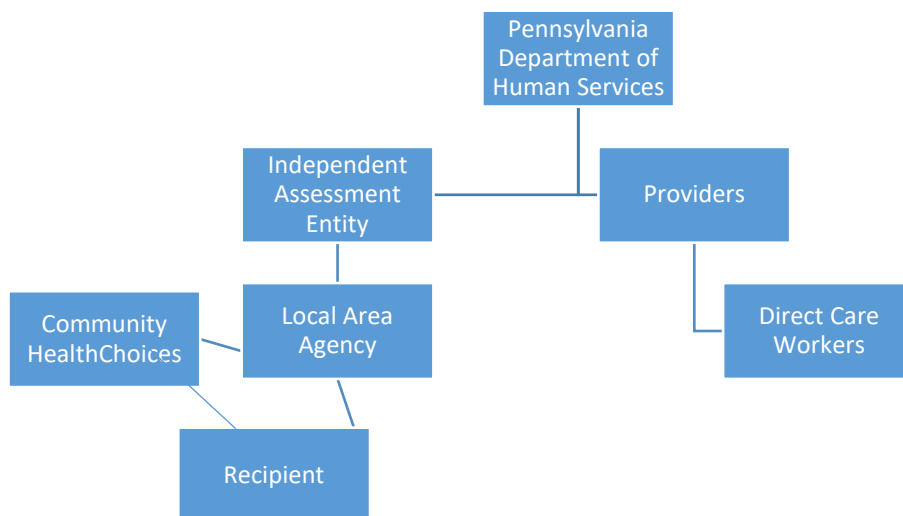 Pennsylvania
Department of
Human Services
Independent
Assessment
Entity
Providers
Community
HealthChoices
Local Area
Agency
Direct Care
Workers
Recipient